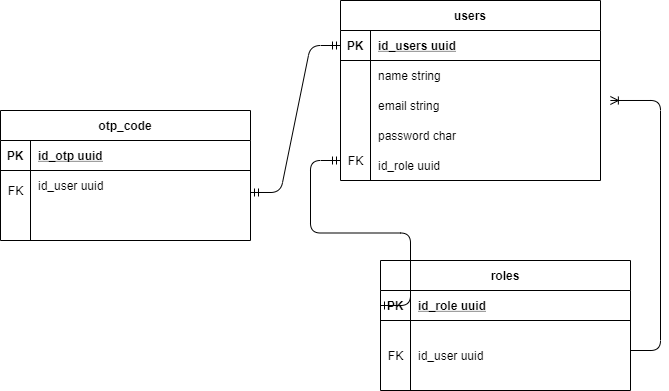 users
PK id_users uuid
name string
email string
password char
FK id_role uuid
otp_code
PK id_otp uuid
FK id_user uuid
roles
PK id_role uuid
FK id_user uuid